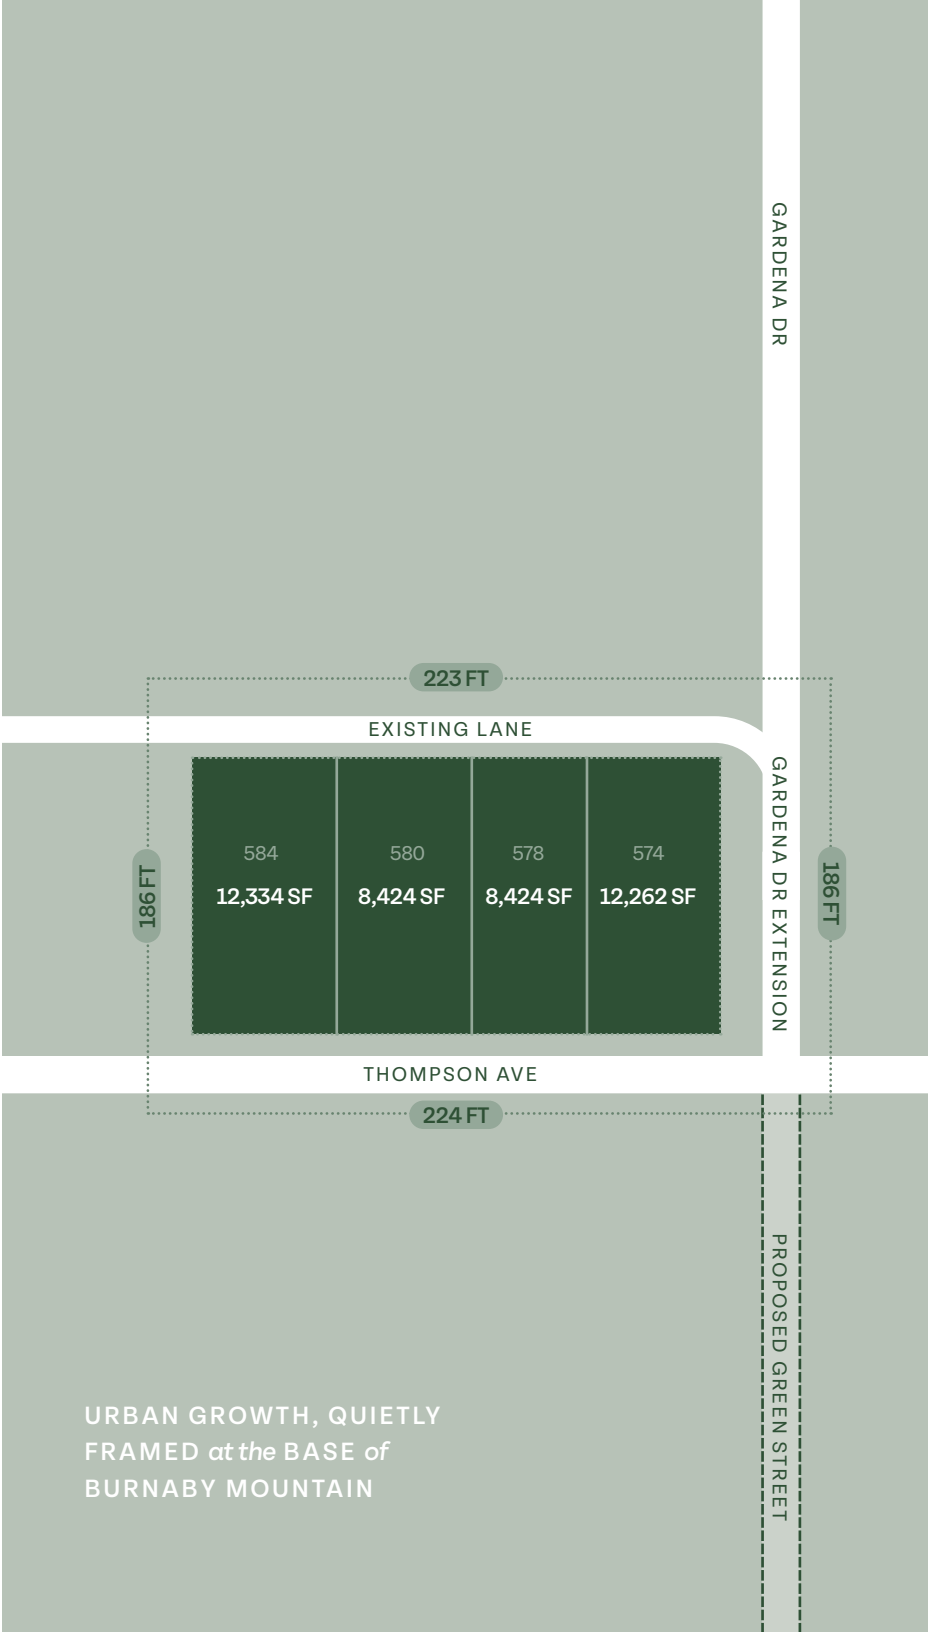 GARDENA DR
223 FT
EXISTING LANE
GARDENA DR EXTENSION
584
580
578
574
12,334 SF
8,424 SF
8,424 SF
12,262 SF
186 FT
186 FT
THOMPSON AVE
224 FT
PROPOSED GREEN STREET
URBAN GROWTH, QUIETLY
FRAMED at the BASE of
BURNABY MOUNTAIN